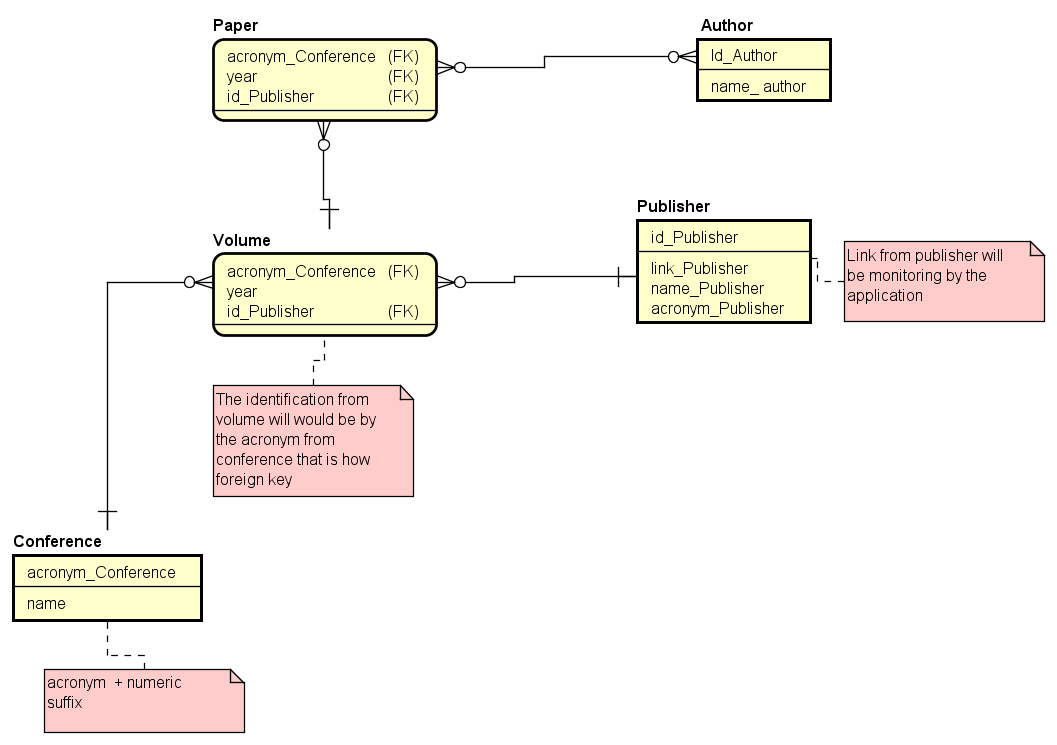 Paper
acronym_Conference (FK)
year (FK)
id_Publisher (FK)
Author
Id_Author
name_ author
Volume
acronym_Conference (FK)
year
id_Publisher (FK)
Publisher
id_Publisher
link_Publisher
name_Publisher
acronym_Publisher
Link from publisher will
be monitoring by the
application
The identification from
volume will would be by
the acronym from
conference that is how
foreign key
Conference
acronym_Conference
name
acronym + numeric
suffix